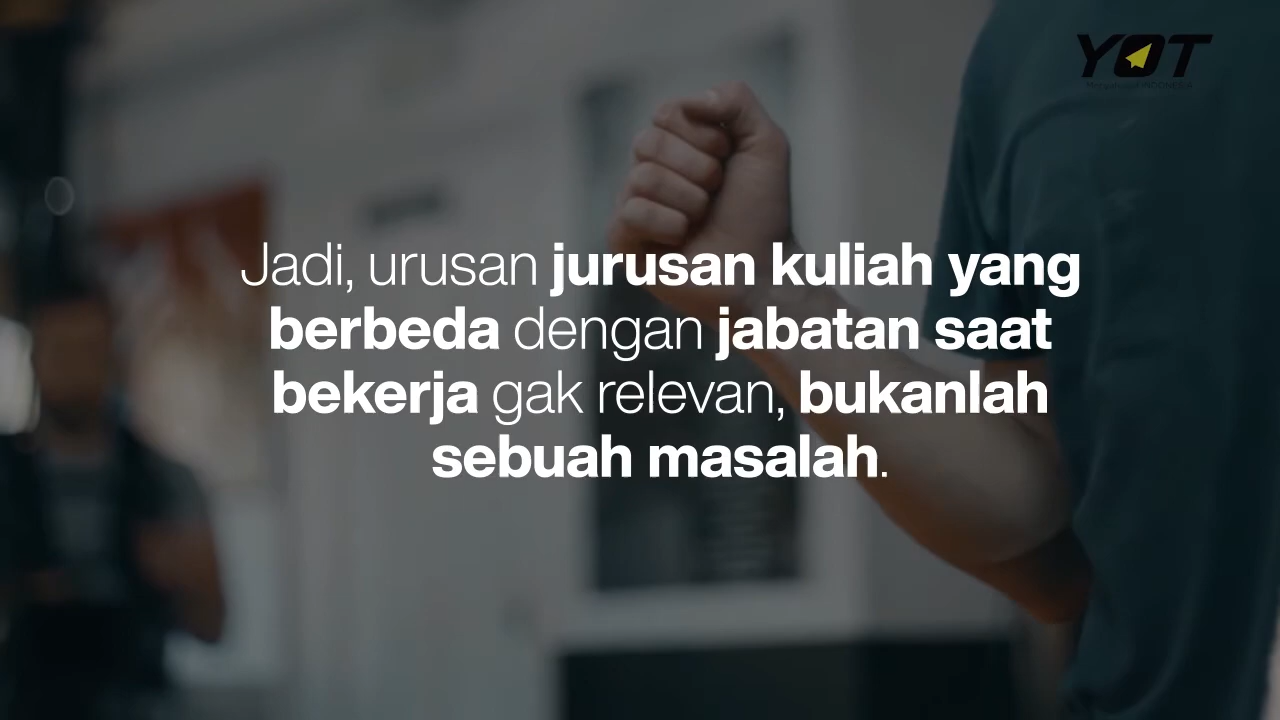 YOT
Jadi, urusan jurusan kuliah yang
berbeda dengan jabatan saat
bekerja gak relevan, bukanlah
sebuah masalah.